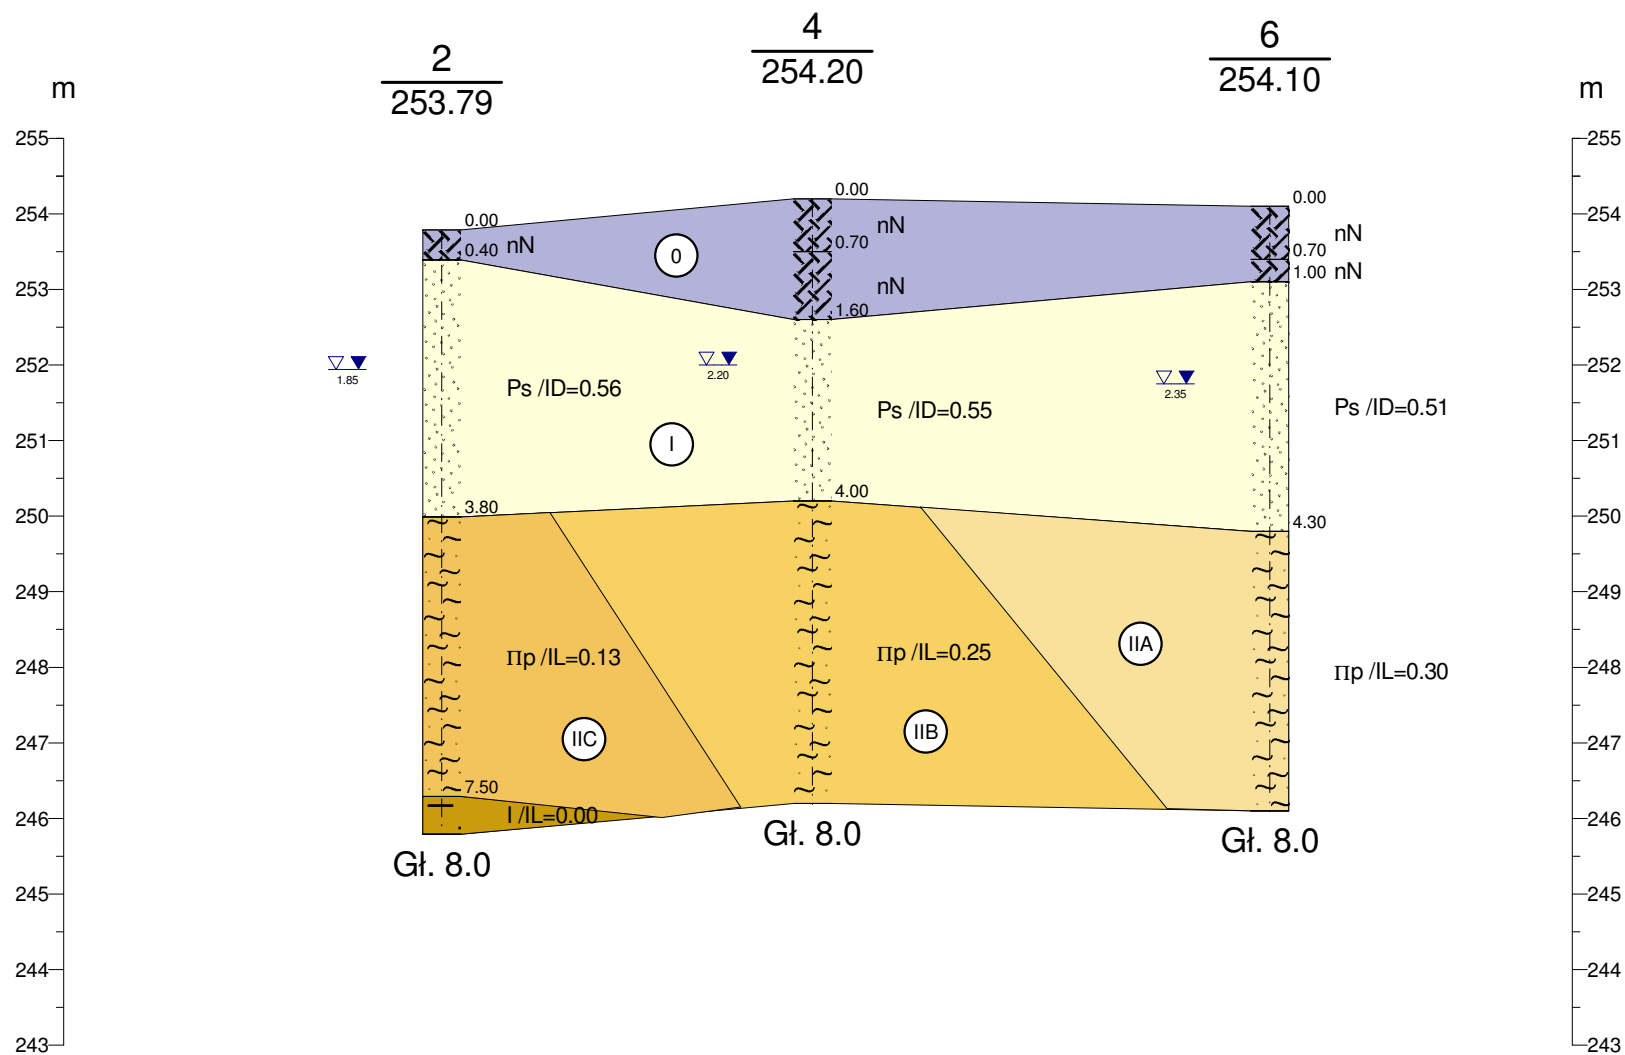 2
253.79
4
254.20
6
254.10
m
m
255
254
253
252
251
250
249
248
247
246
245
244
243
255
254
253
252
251
250
249
248
247
246
245
244
243
0.00
0.40
nN
1.85
Ps /ID=0.56
3.80
Πp /IL=0.13
IIC
7.50
I /IL=0.00
Gł. 8.0
0
I
0.00
nN
0.70
nN
1.60
2.20
Ps /ID=0.55
4.00
Πp /IL=0.25
IIB
Gł. 8.0
0.00
nN
0.70
1.00 nN
2.35
Ps /ID=0.51
4.30
IIA
Πp /IL=0.30
Gł. 8.0